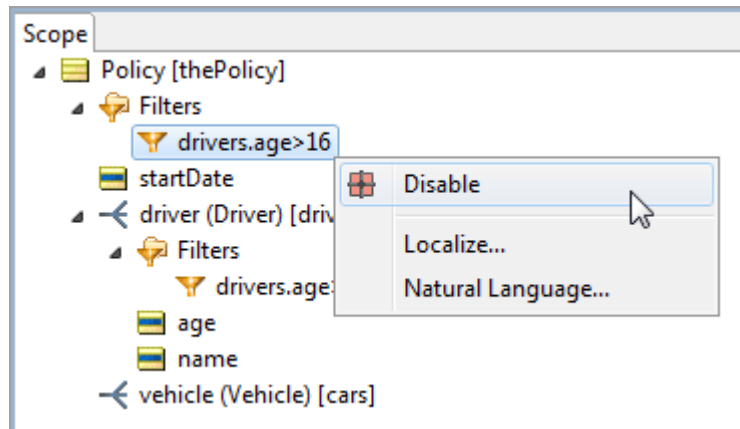 Scope
Policy [thePolicy]
Filters
drivers.age>16
startDate
Disable
driver (Driver) [driv
Localize...
Filters
drivers.age
Natural Language...
age
name
vehicle (Vehicle) [cars]